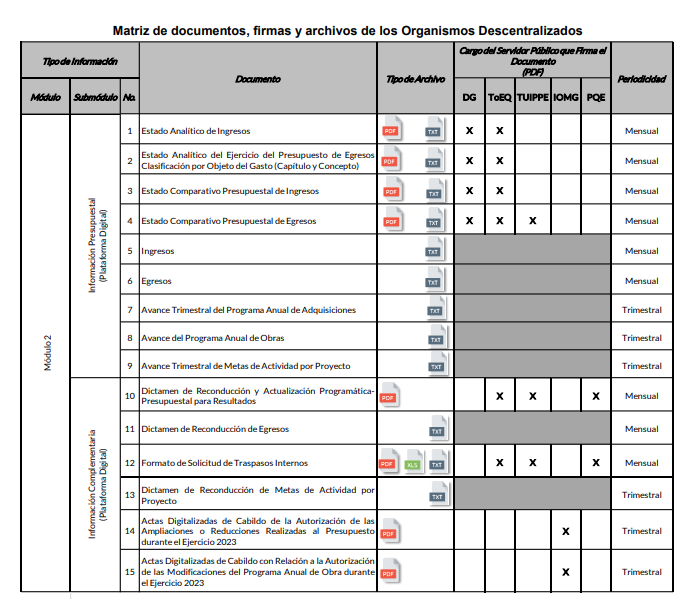 Matriz de documentos, firmas y archivos de los Organismos Descentralizados
Tipo de Información
Documento
Tipo de Archivo
Cargo del Servidor Público que Firma el
Documento
(PDF)
Periodicidad
Módulo Submódulo No.
DG ToEQ TUIPPE IOMG PQE
Módulo 2
Información Presupuestal
(Plataforma Digital)
1 Estado Analítico de Ingresos PDF TXT X X Mensual
2 Estado Analítico del Ejercicio del Presupuesto de Egresos
Clasificación por Objeto del Gasto (Capítulo y Concepto) PDF TXT X X Mensual
3 Estado Comparativo Presupuestal de Ingresos PDF TXT X X Mensual
4 Estado Comparativo Presupuestal de Egresos PDF TXT X X X Mensual
5 Ingresos TXT Mensual
6 Egresos TXT Mensual
7 Avance Trimestral del Programa Anual de Adquisiciones TXT Trimestral
8 Avance del Programa Anual de Obras TXT Trimestral
9 Avance Trimestral de Metas de Actividad por Proyecto TXT Trimestral
Información Complementaria
(Plataforma Digital)
10 Dictamen de Reconducción y Actualización Programática-
Presupuestal para Resultados PDF X X X Mensual
11 Dictamen de Reconducción de Egresos TXT Mensual
12 Formato de Solicitud de Traspasos Internos PDF XLS TXT X X X Mensual
13 Dictamen de Reconducción de Metas de Actividad por
Proyecto TXT Trimestral
14 Actas Digitalizadas de Cabildo de la Autorización de las
Ampliaciones o Reducciones Realizadas al Presupuesto
durante el Ejercicio 2023 PDF X Trimestral
15 Actas Digitalizadas de Cabildo con Relación a la Autorización
de las Modificaciones del Programa Anual de Obra durante
el Ejercicio 2023 PDF X Trimestral